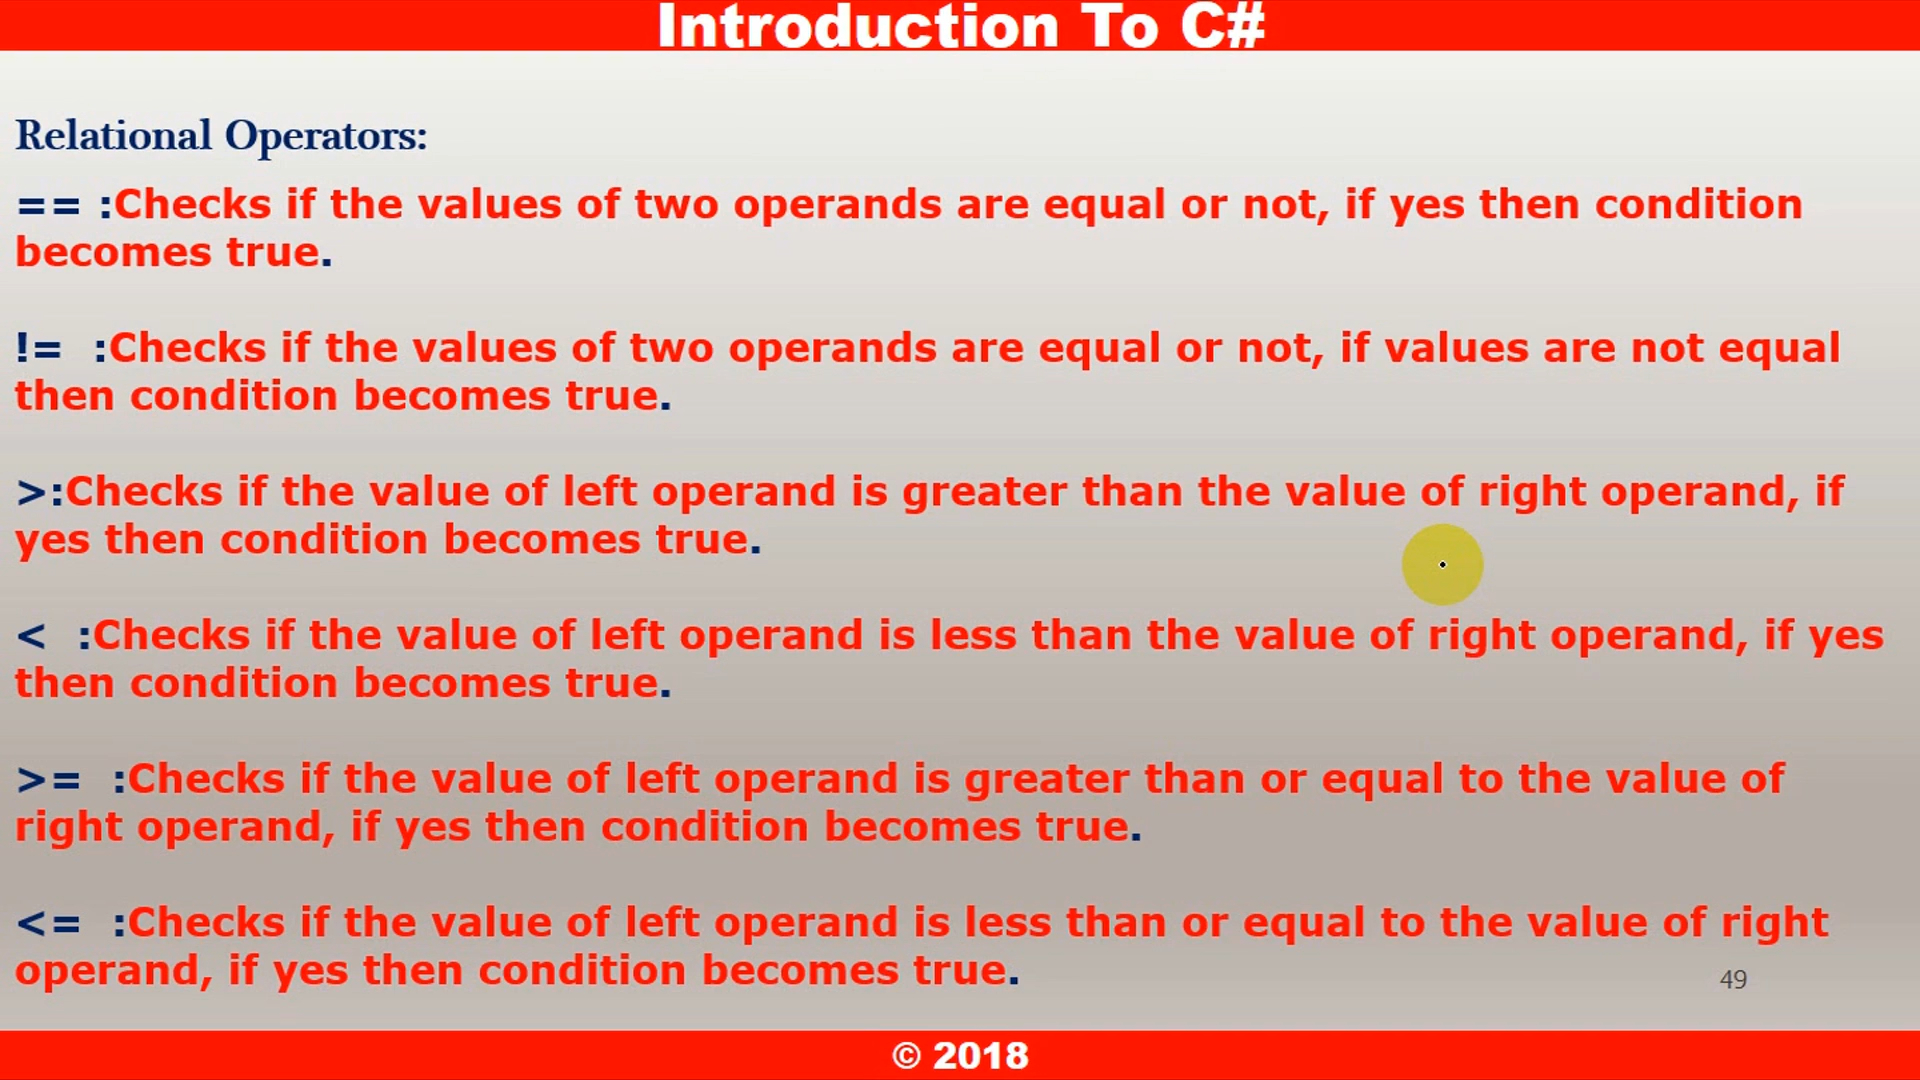 Introduction To C#
Relational Operators:
== :Checks if the values of two operands are equal or not, if yes then condition
becomes true.
!=  :Checks if the values of two operands are equal or not, if values are not equal
then condition becomes true.
>:Checks if the value of left operand is greater than the value of right operand, if
yes then condition becomes true.
<  :Checks if the value of left operand is less than the value of right operand, if yes
then condition becomes true.
>=  :Checks if the value of left operand is greater than or equal to the value of
right operand, if yes then condition becomes true.
<=  :Checks if the value of left operand is less than or equal to the value of right
operand, if yes then condition becomes true.
49
© 2018